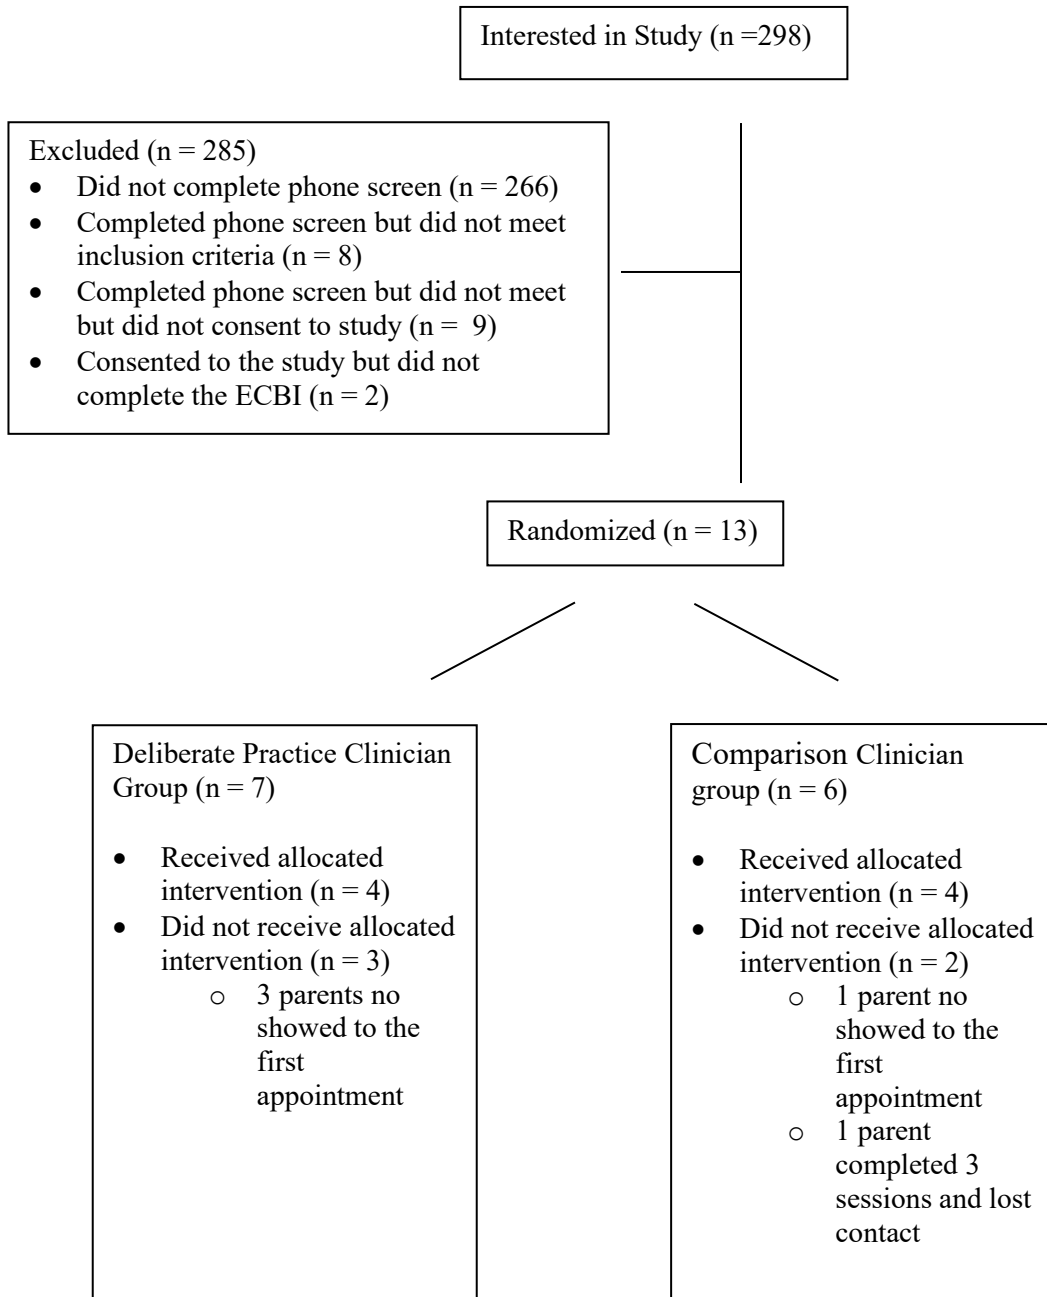 Interested in Study (n =298)
Excluded (n = 285)
• Did not complete phone screen (n = 266)
• Completed phone screen but did not meet
inclusion criteria (n = 8)
• Completed phone screen but did not meet
but did not consent to study (n =  9)
• Consented to the study but did not
complete the ECBI (n = 2)
Randomized (n = 13)
Deliberate Practice Clinician
Group (n = 7)
• Received allocated
intervention (n = 4)
• Did not receive allocated
intervention (n = 3)
o 3 parents no
showed to the
first
appointment
Comparison Clinician
group (n = 6)
• Received allocated
intervention (n = 4)
• Did not receive allocated
intervention (n = 2)
o 1 parent no
showed to the
first
appointment
o 1 parent
completed 3
sessions and lost
contact